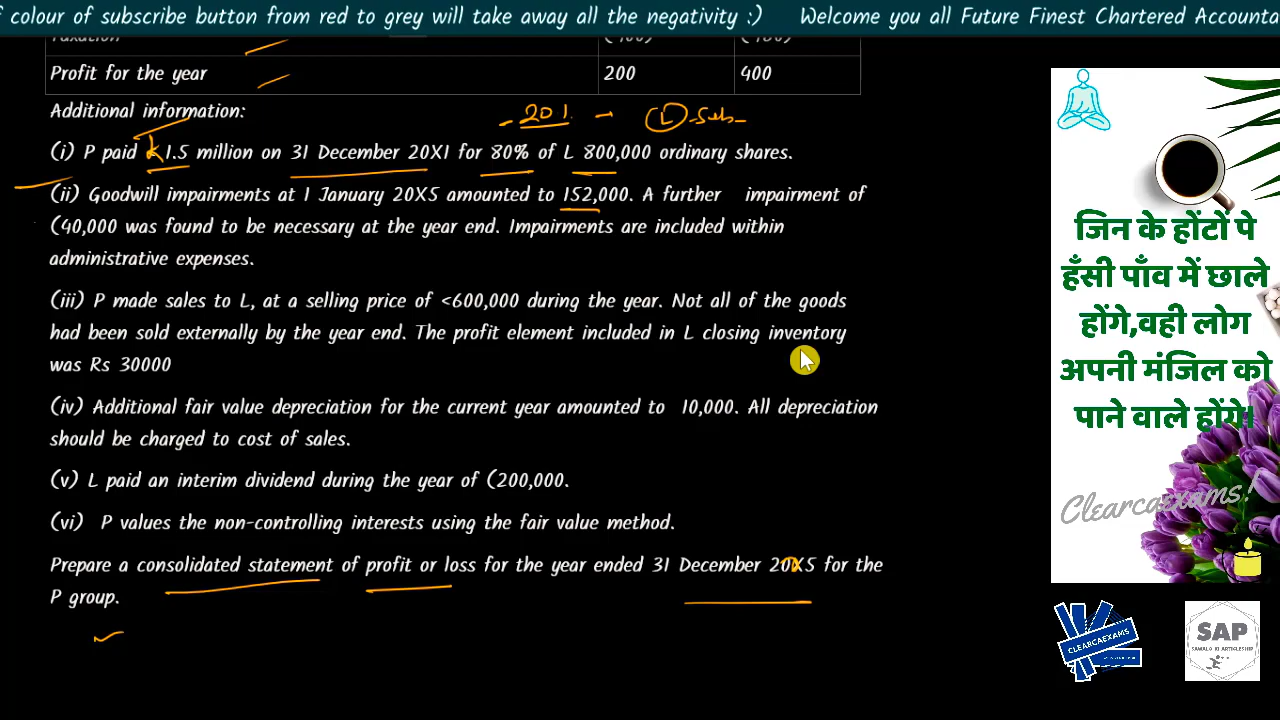 f colour of subscribe button from red to grey will take away all the negativity :) Welcome you all Future Finest Chartered Accounta
Taxation
Profit for the year 200 400
Additional information:
- 20% → (L) Sub -
(i) P paid ₹1.5 million on 31 December 20X1 for 80% of L 800,000 ordinary shares.
(ii) Goodwill impairments at 1 January 20X5 amounted to 152,000. A further impairment of
(40,000 was found to be necessary at the year end. Impairments are included within
administrative expenses.
(iii) P made sales to L, at a selling price of <600,000 during the year. Not all of the goods
had been sold externally by the year end. The profit element included in L closing inventory
was Rs 30000
(iv) Additional fair value depreciation for the current year amounted to 10,000. All depreciation
should be charged to cost of sales.
(v) L paid an interim dividend during the year of (200,000.
(vi) P values the non-controlling interests using the fair value method.
Prepare a consolidated statement of profit or loss for the year ended 31 December 20X5 for the
P group.
जिन के होंटों पे
हँसी पाँव में छाले
होंगे,वही लोग
अपनी मंजिल को
पाने वाले होंगे।
Clearcaexams!
CLEARCAEXAMS
SAP
SAWALO KI ARTICLESHIP